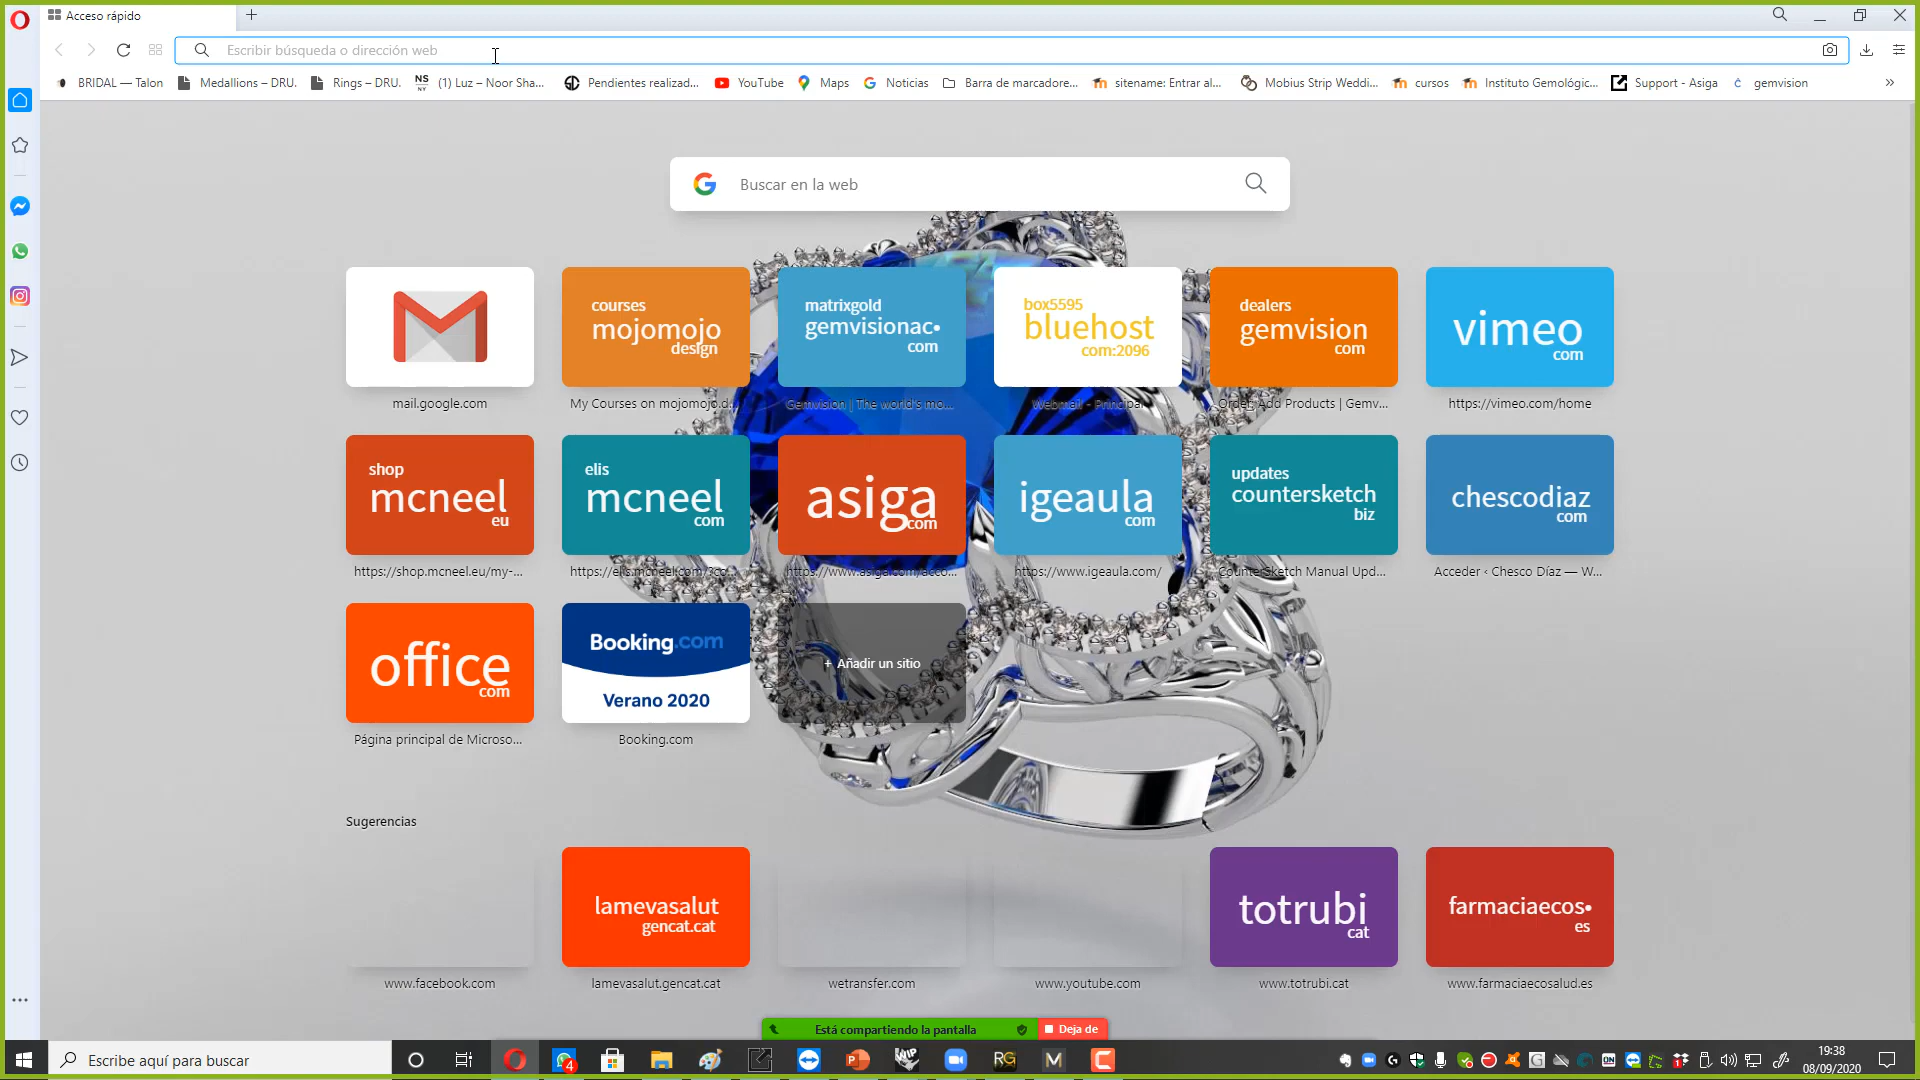 Acceso rápido
Escribir búsqueda o dirección web
BRIDAL — Talon
Medallions – DRU.
Rings – DRU.
NS
NY
(1) Luz – Noor Sha...
Pendientes realizad...
YouTube
Maps
Noticias
Barra de marcadore...
sitename: Entrar al...
Mobius Strip Weddi...
cursos
Instituto Gemológic...
Support - Asiga
gemvision
Buscar en la web
mail.google.com
courses
mojomojo
design
My Courses on mojomojo.d...
matrixgold
gemvisionac•
com
Gemvision | The world's mo...
box5595
bluehost
com:2096
Webmail - Principal
dealers
gemvision
com
Order: Add Products | Gemv...
vimeo
com
https://vimeo.com/home
shop
mcneel
eu
https://shop.mcneel.eu/my-...
elis
mcneel
com
https://elis.mcneel.com/?co...
asiga
com
https://www.asiga.com/acco...
igeaula
com
https://www.igeaula.com/
updates
countersketch
biz
CounterSketch Manual Upd...
chescodiaz
com
Acceder ‹ Chesco Díaz — W...
office
com
Página principal de Microso...
Booking.com
Verano 2020
Booking.com
+ Añadir un sitio
Sugerencias
www.facebook.com
lamevasalut
gencat.cat
lamevasalut.gencat.cat
wetransfer.com
www.youtube.com
totrubi
cat
www.totrubi.cat
farmaciaecos•
es
www.farmaciaecosalud.es
Está compartiendo la pantalla
Deja de
Escribe aquí para buscar
4
RG
M
ON
1
19:38
08/09/2020